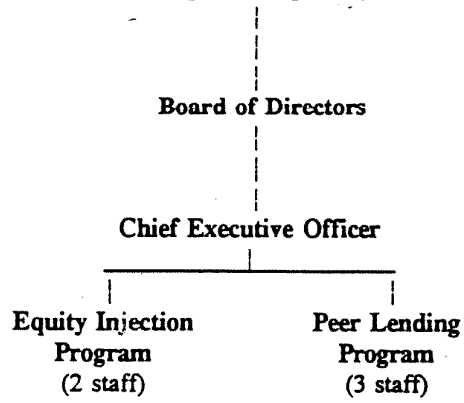 Board of Directors
Chief Executive Officer
Equity Injection
Program
(2 staff)
Peer Lending
Program
(3 staff)